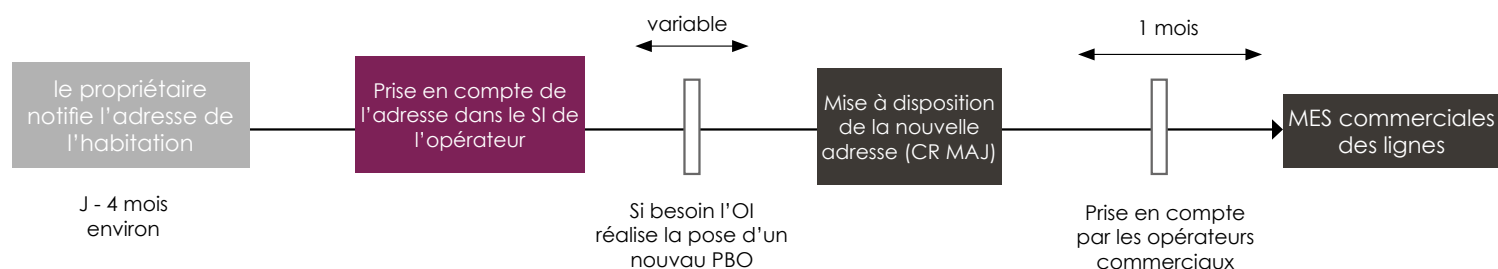 variable
1 mois
le propriétaire
notifie l’adresse de
l’habitation
Prise en compte de
l’adresse dans le SI de
l’opérateur
Mise à disposition
de la nouvelle
adresse (CR MAJ)
MES commerciales
des lignes
J - 4 mois
environ
Si besoin l’OI
réalise la pose d’un
nouvau PBO
Prise en compte
par les opérateurs
commerciaux